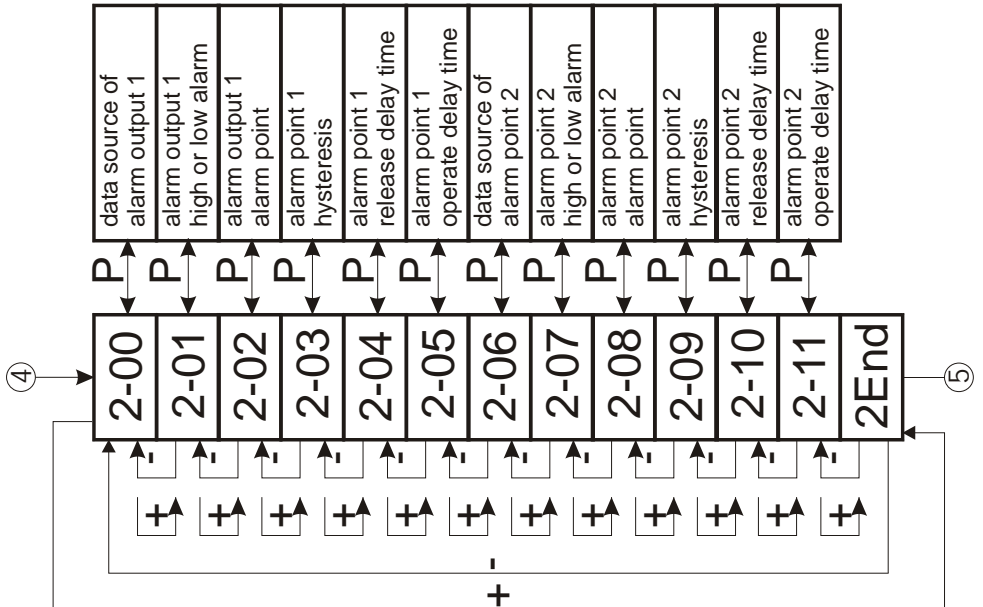 data source of
alarm output 1
alarm output 1
high or low alarm
alarm output 1
alarm point
alarm point 1
hysteresis
alarm point 1
release delay time
alarm point 1
operate delay time
data source of
alarm point 2
alarm point 2
high or low alarm
alarm point 2
alarm point
alarm point 2
hysteresis
alarm point 2
release delay time
alarm point 2
operate delay time
P
P
P
P
P
P
P
P
P
P
P
P
④
2-00
2-01
2-02
2-03
2-04
2-05
2-06
2-07
2-08
2-09
2-10
2-11
2End
⑤
-
-
-
-
-
-
-
-
-
-
-
-
+
+
+
+
+
+
+
+
+
+
+
+
-
+